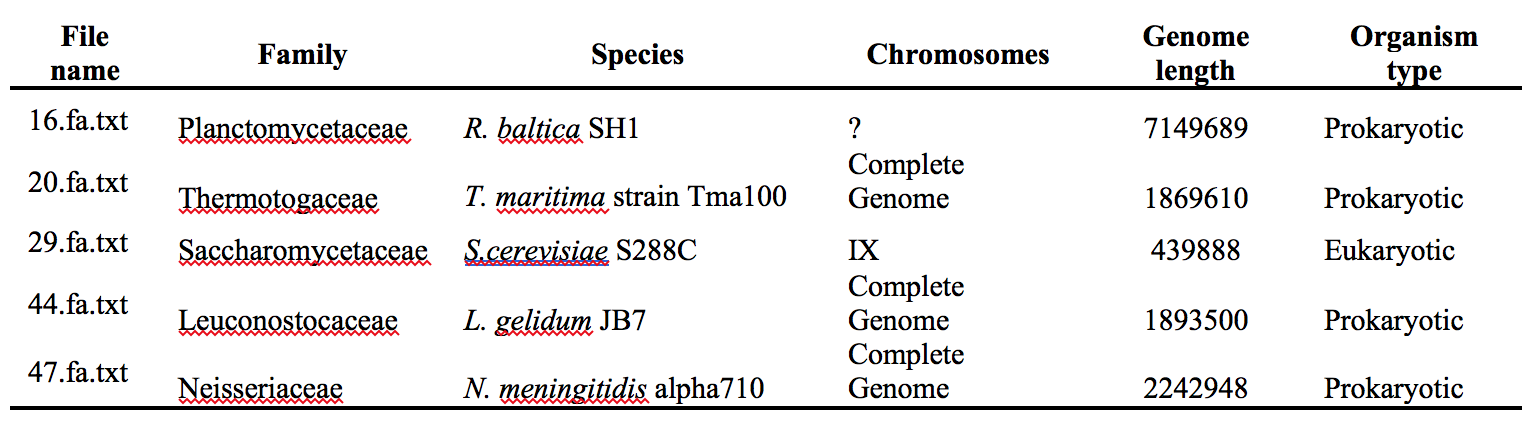 File name Family Species Chromosomes Genome length Organism type
16.fa.txt Planctomycetaceae R. baltica SH1 ? 7149689 Prokaryotic
20.fa.txt Thermotogaceae T. maritima strain Tma100 Complete Genome 1869610 Prokaryotic
29.fa.txt Saccharomycetaceae S.cerevisiae S288C IX 439888 Eukaryotic
44.fa.txt Leuconostocaceae L. gelidum JB7 Complete Genome 1893500 Prokaryotic
47.fa.txt Neisseriaceae N. meningitidis alpha710 Complete Genome 2242948 Prokaryotic